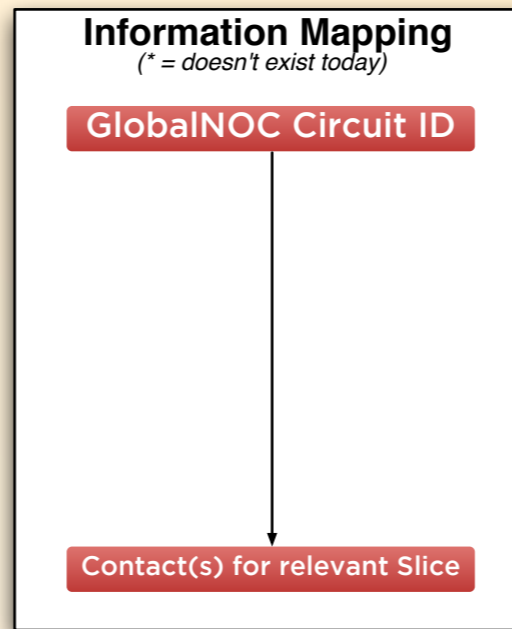 Information Mapping
(* = doesn't exist today)
GlobalNOC Circuit ID
Contact(s) for relevant Slice